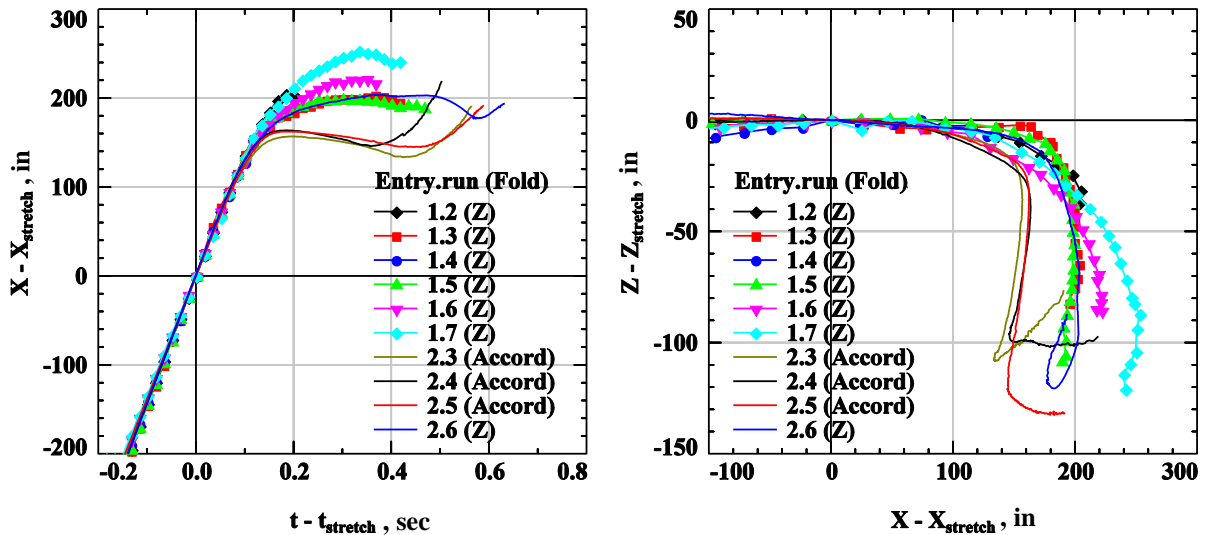 300
200
100
0
-100
-200
X - Xstretch , in
Entry.run (Fold)
1.2 (Z)
1.3 (Z)
1.4 (Z)
1.5 (Z)
1.6 (Z)
1.7 (Z)
2.3 (Accord)
2.4 (Accord)
2.5 (Accord)
2.6 (Z)
-0.2 0.0 0.2 0.4 0.6 0.8
t - tstretch , sec
50
0
-50
-100
-150
Z - Zstretch , in
Entry.run (Fold)
1.2 (Z)
1.3 (Z)
1.4 (Z)
1.5 (Z)
1.6 (Z)
1.7 (Z)
2.3 (Accord)
2.4 (Accord)
2.5 (Accord)
2.6 (Z)
-100 0 100 200 300
X - Xstretch , in